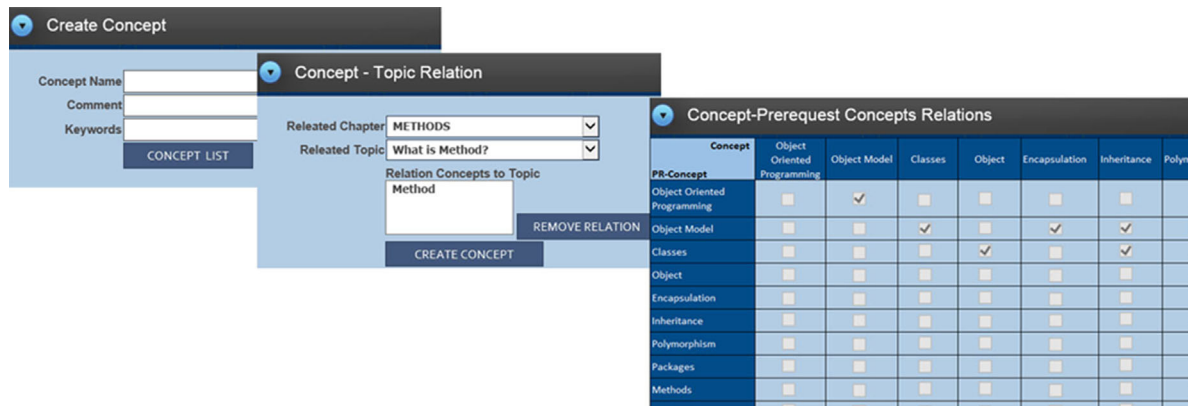 Create Concept
Concept Name
Comment
Keywords
CONCEPT LIST
Concept - Topic Relation
Releated Chapter METHODS
Releated Topic What is Method?
Relation Concepts to Topic
Method
REMOVE RELATION
CREATE CONCEPT
Concept-Prerequest Concepts Relations
Concept
PR-Concept
Object
Oriented
Programming
Object Model
Classes
Object
Encapsulation
Inheritance
Polym
Object Oriented
Programming
Object Model
Classes
Object
Encapsulation
Inheritance
Polymorphism
Packages
Methods